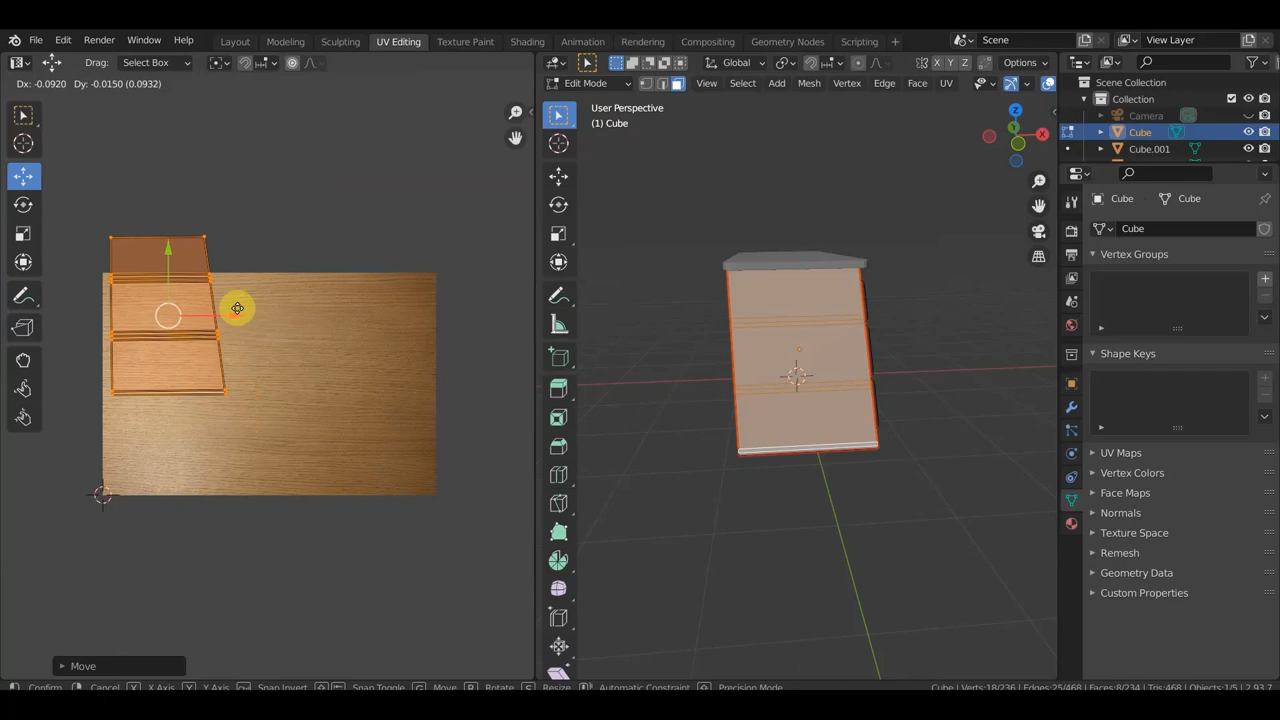 File Edit Render Window Help Layout Modeling Sculpting UV Editing Texture Paint Shading Animation Rendering Compositing Geometry Nodes Scripting + Scene View Layer
Drag: Select Box Global X Y Z Options
Dx: -0.0920 Dy: -0.0150 (0.0932) Edit Mode View Select Add Mesh Vertex Edge Face UV
User Perspective
(1) Cube
Scene Collection
Collection
Camera
Cube
Cube.001
Cube Cube
Cube
Vertex Groups
Shape Keys
UV Maps
Vertex Colors
Face Maps
Normals
Texture Space
Remesh
Geometry Data
Custom Properties
Z
Y
X
Move
Confirm Cancel X X Axis Y Y Axis Snap Invert Snap Toggle G Move R Rotate S Resize Automatic Constraint Precision Mode Cube | Verts:18/236 | Edges:25/468 | Faces:8/234 | Tris:468 | Objects:1/5 | 2.93.7